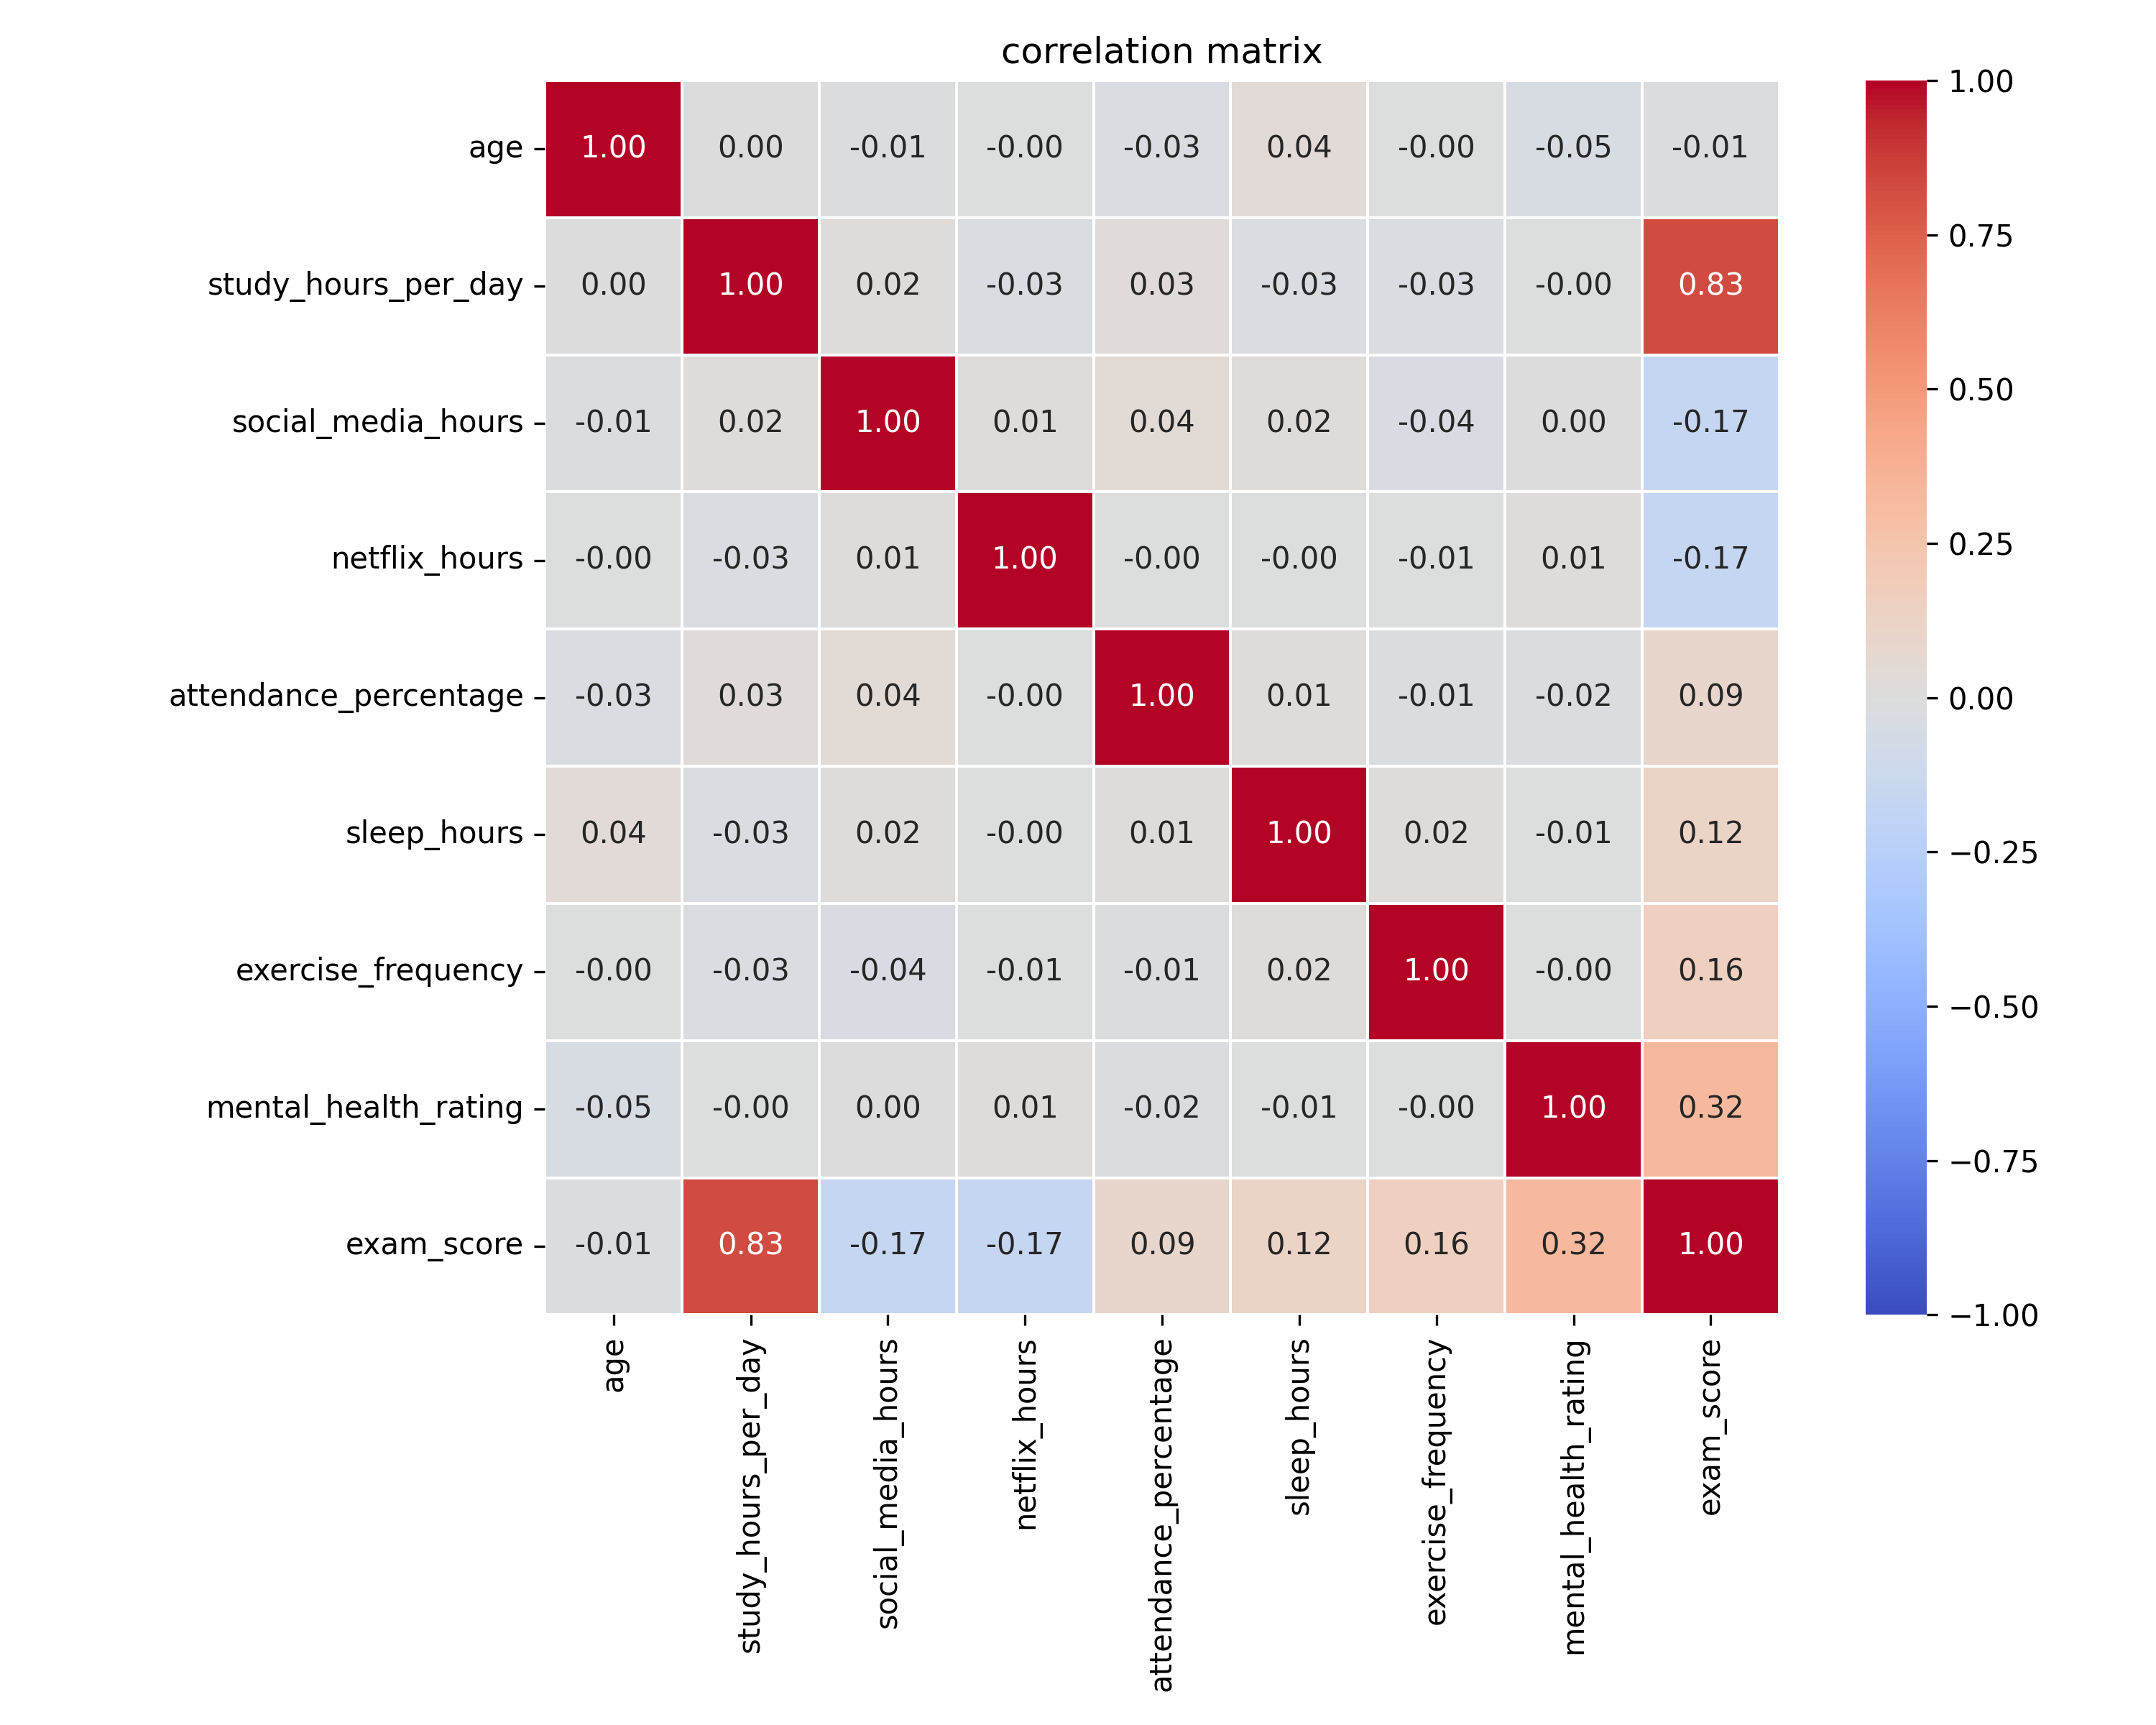 correlation matrix
age 1.00 0.00 -0.01 -0.00 -0.03 0.04 -0.00 -0.05 -0.01
study_hours_per_day 0.00 1.00 0.02 -0.03 0.03 -0.03 -0.03 -0.00 0.83
social_media_hours -0.01 0.02 1.00 0.01 0.04 0.02 -0.04 0.00 -0.17
netflix_hours -0.00 -0.03 0.01 1.00 -0.00 -0.00 -0.01 0.01 -0.17
attendance_percentage -0.03 0.03 0.04 -0.00 1.00 0.01 -0.01 -0.02 0.09
sleep_hours 0.04 -0.03 0.02 -0.00 0.01 1.00 0.02 -0.01 0.12
exercise_frequency -0.00 -0.03 -0.04 -0.01 -0.01 0.02 1.00 -0.00 0.16
mental_health_rating -0.05 -0.00 0.00 0.01 -0.02 -0.01 -0.00 1.00 0.32
exam_score -0.01 0.83 -0.17 -0.17 0.09 0.12 0.16 0.32 1.00
age
study_hours_per_day
social_media_hours
netflix_hours
attendance_percentage
sleep_hours
exercise_frequency
mental_health_rating
exam_score
1.00
0.75
0.50
0.25
0.00
−0.25
−0.50
−0.75
−1.00